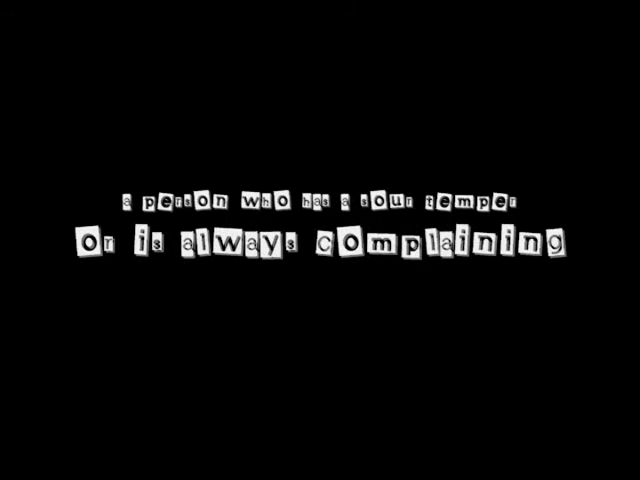 a person who has a sour temper
or is always complaining